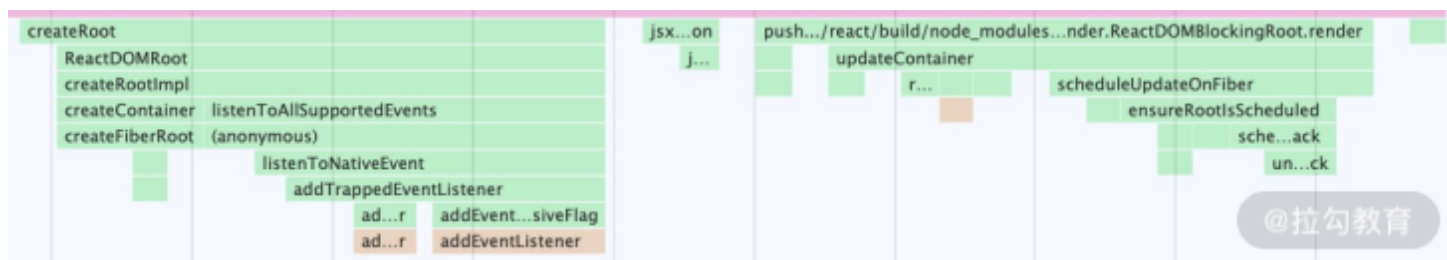 createRoot jsx...on push.../react/build/node_modules...nder.ReactDOMBlockingRoot.render
ReactDOMRoot j... updateContainer
createRootImpl r... scheduleUpdateOnFiber
createContainer listenToAllSupportedEvents ensureRootIsScheduled
createFiberRoot (anonymous) sche...ack
listenToNativeEvent un...ck
addTrappedEventListener
ad...r addEvent...siveFlag
ad...r addEventListener
@拉勾教育